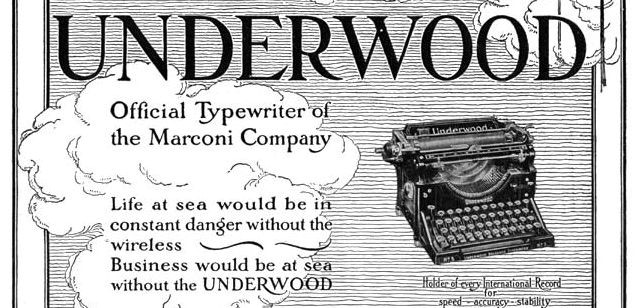 UNDERWOOD
Official Typewriter of
the Marconi Company
Life at sea would be in
constant danger without the
wireless
Business would be at sea
without the UNDERWOOD
Underwood
Holder of every International Record
for
speed - accuracy - stability